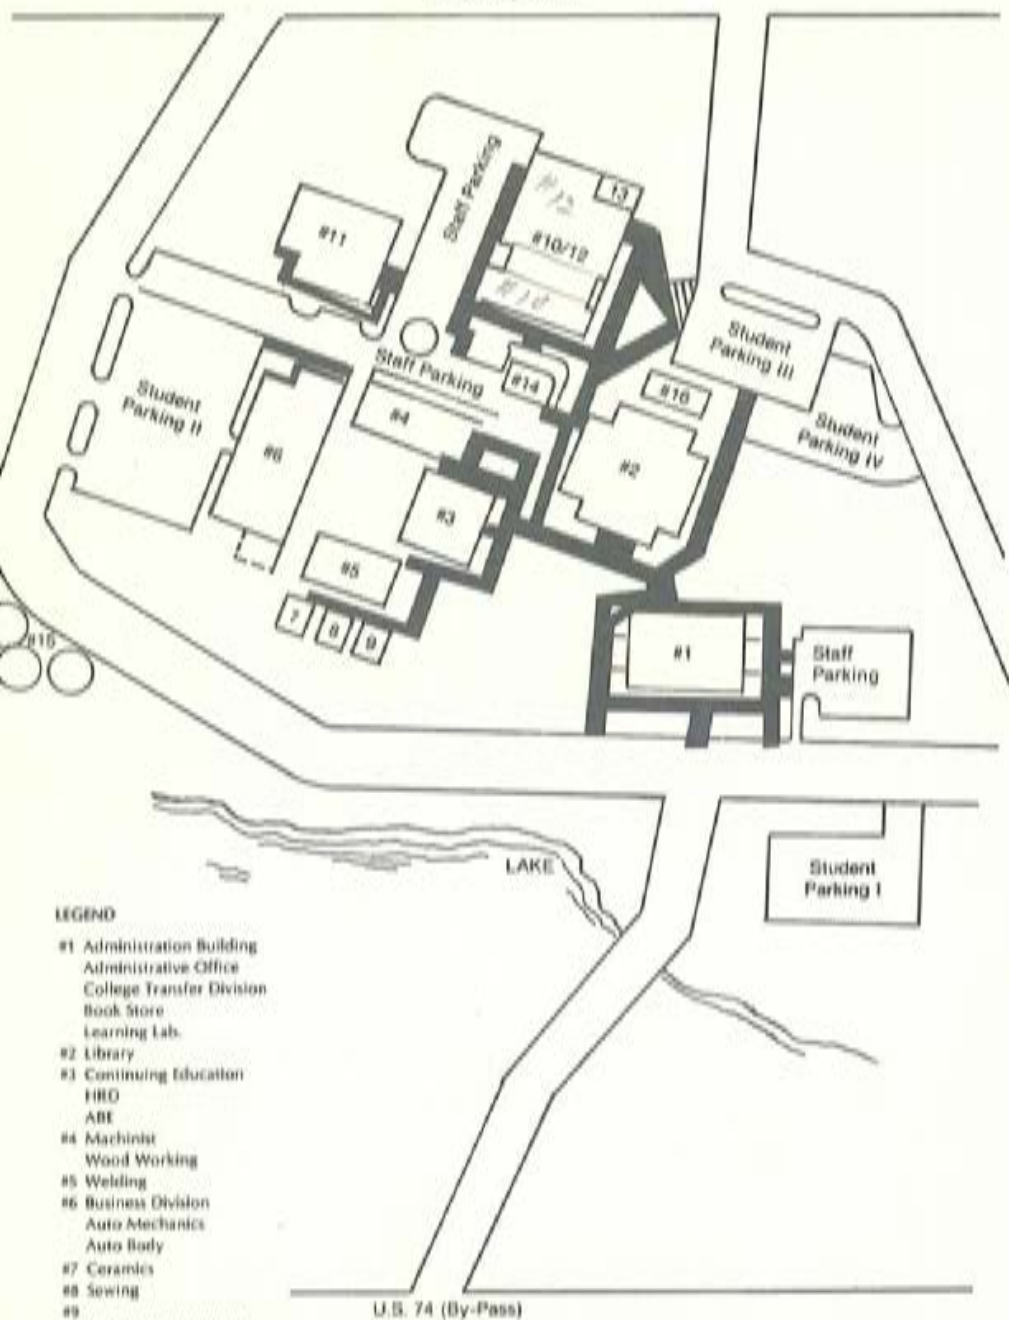 Staff Parking
13
#12
#10/12
#10
#11
Student
Parking III
Staff Parking
#14
#16
Student
Parking II
#4
Student
Parking IV
#6
#2
#3
#5
7
8
9
#15
#1
Staff
Parking
LAKE
Student
Parking I
LEGEND
#1 Administration Building
Administrative Office
College Transfer Division
Book Store
Learning Lab.
#2 Library
#3 Continuing Education
HRD
ABE
#4 Machinist
Wood Working
#5 Welding
#6 Business Division
Auto Mechanics
Auto Body
#7 Ceramics
#8 Sewing
#9
U.S. 74 (By-Pass)